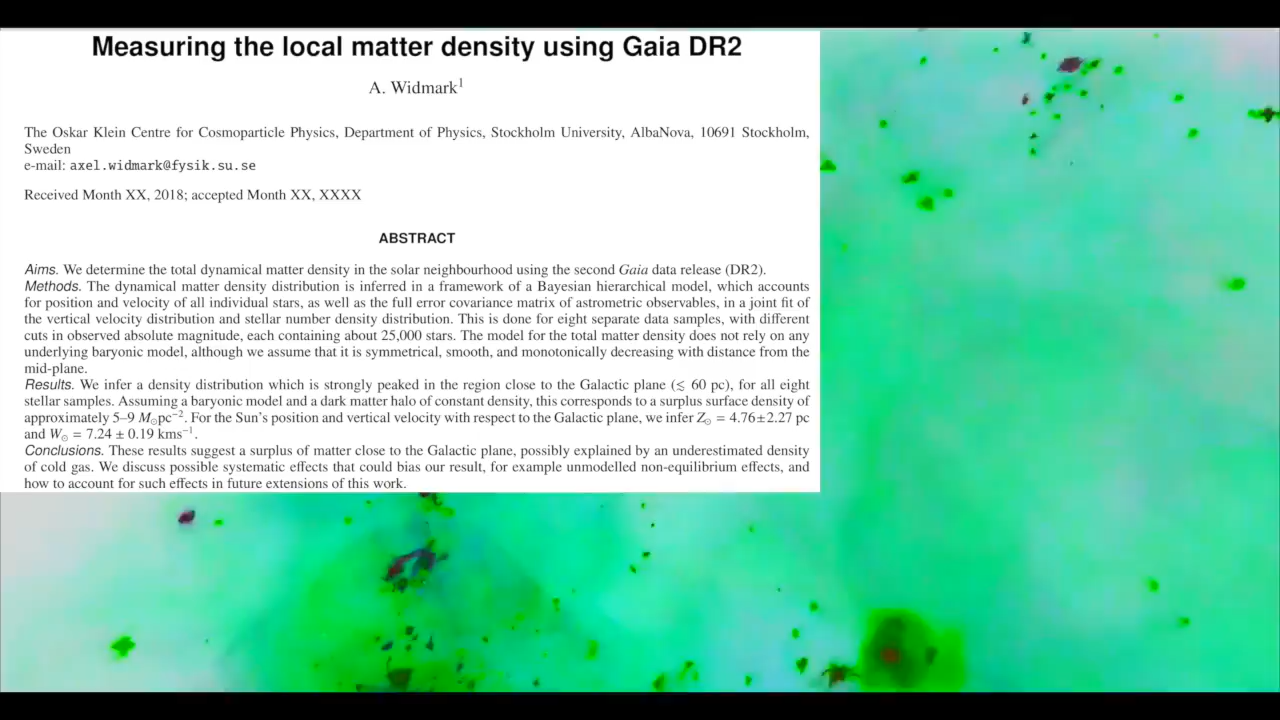 Measuring the local matter density using Gaia DR2
A. Widmark¹
The Oskar Klein Centre for Cosmoparticle Physics, Department of Physics, Stockholm University, AlbaNova, 10691 Stockholm,
Sweden
e-mail: axel.widmark@fysik.su.se
Received Month XX, 2018; accepted Month XX, XXXX
ABSTRACT
Aims. We determine the total dynamical matter density in the solar neighbourhood using the second Gaia data release (DR2).
Methods. The dynamical matter density distribution is inferred in a framework of a Bayesian hierarchical model, which accounts
for position and velocity of all individual stars, as well as the full error covariance matrix of astrometric observables, in a joint fit of
the vertical velocity distribution and stellar number density distribution. This is done for eight separate data samples, with different
cuts in observed absolute magnitude, each containing about 25,000 stars. The model for the total matter density does not rely on any
underlying baryonic model, although we assume that it is symmetrical, smooth, and monotonically decreasing with distance from the
mid-plane.
Results. We infer a density distribution which is strongly peaked in the region close to the Galactic plane (≲ 60 pc), for all eight
stellar samples. Assuming a baryonic model and a dark matter halo of constant density, this corresponds to a surplus surface density of
approximately 5–9 M⊙pc⁻². For the Sun's position and vertical velocity with respect to the Galactic plane, we infer Z⊙ = 4.76±2.27 pc
and W⊙ = 7.24 ± 0.19 kms⁻¹.
Conclusions. These results suggest a surplus of matter close to the Galactic plane, possibly explained by an underestimated density
of cold gas. We discuss possible systematic effects that could bias our result, for example unmodelled non-equilibrium effects, and
how to account for such effects in future extensions of this work.